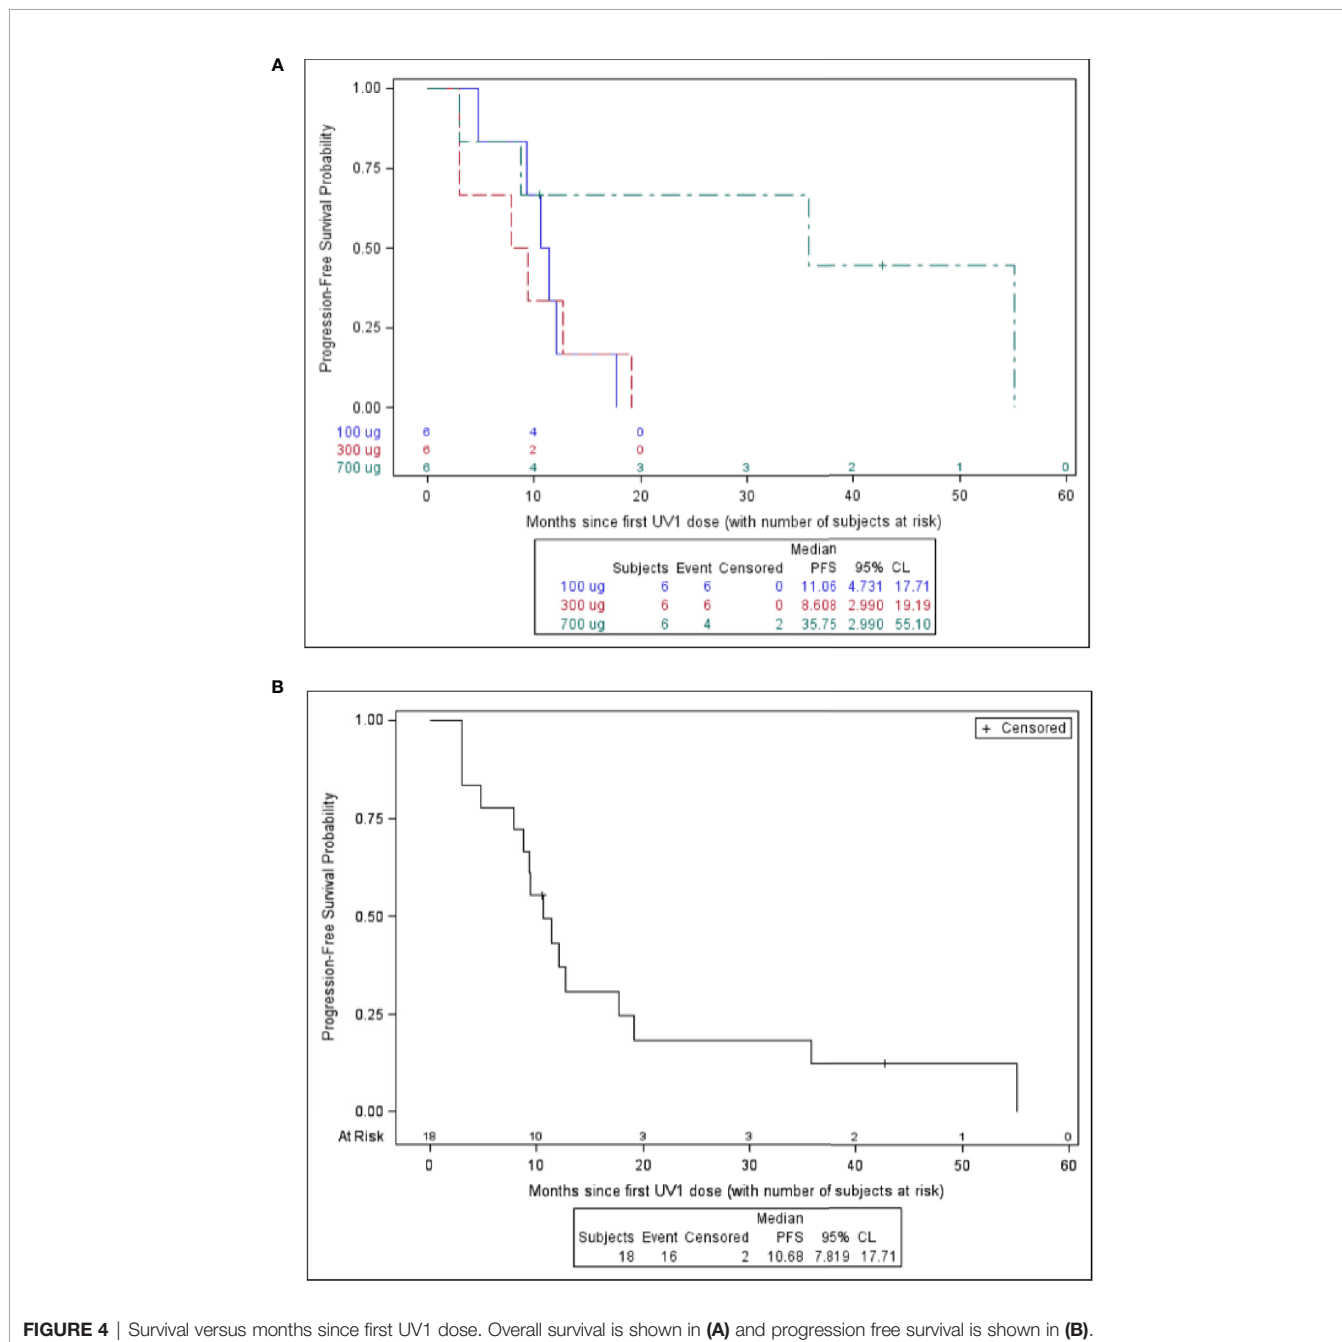 A
1.00
0.75
0.50
0.25
0.00
Progression-Free Survival Probability
100 ug 6 4 0
300 ug 6 2 0
700 ug 6 4 3 3 2 1 0
0 10 20 30 40 50 60
Months since first UV1 dose (with number of subjects at risk)
Median
Subjects Event Censored PFS 95% CL
100 ug 6 6 0 11.06 4.731 17.71
300 ug 6 6 0 8.608 2.990 19.19
700 ug 6 4 2 35.75 2.990 55.10
B
+ Censored
1.00
0.75
0.50
0.25
0.00
Progression-Free Survival Probability
At Risk 18 10 3 3 2 1 0
0 10 20 30 40 50 60
Months since first UV1 dose (with number of subjects at risk)
Median
Subjects Event Censored PFS 95% CL
18 16 2 10.68 7.819 17.71
FIGURE 4 | Survival versus months since first UV1 dose. Overall survival is shown in (A) and progression free survival is shown in (B).